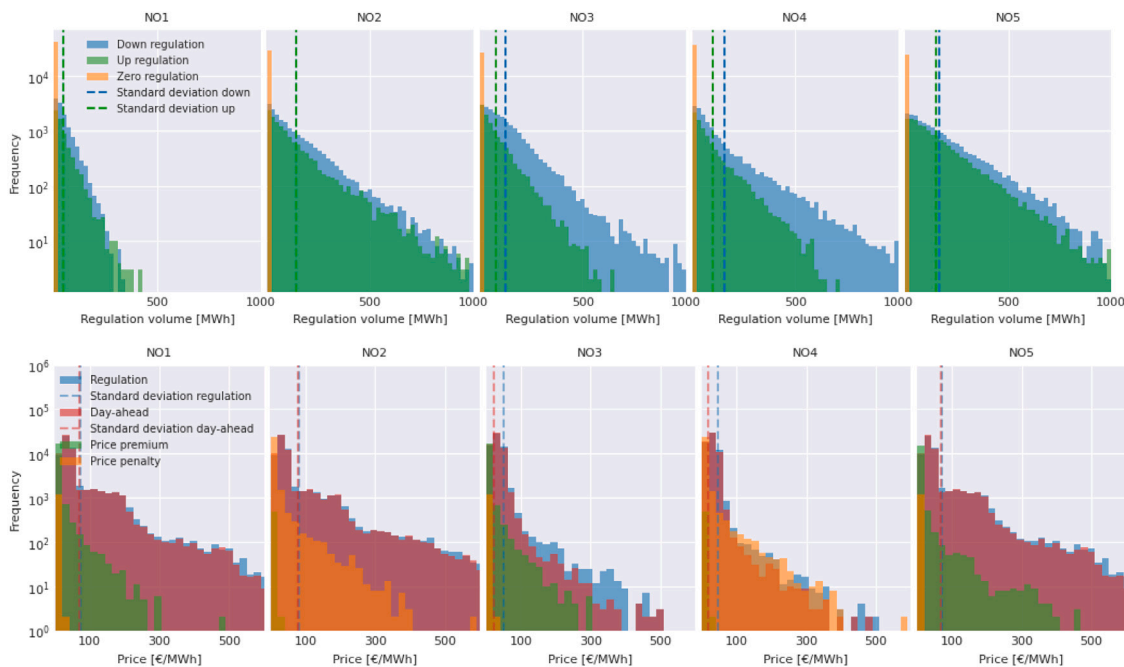 NO1 NO2 NO3 NO4 NO5
Down regulation
Up regulation
Zero regulation
Standard deviation down
Standard deviation up
10⁴
10³
10²
10¹
Frequency
500 1000 500 1000 500 1000 500 1000 500 1000
Regulation volume [MWh] Regulation volume [MWh] Regulation volume [MWh] Regulation volume [MWh] Regulation volume [MWh]
NO1 NO2 NO3 NO4 NO5
Regulation
Standard deviation regulation
Day-ahead
Standard deviation day-ahead
Price premium
Price penalty
10⁶
10⁵
10⁴
10³
10²
10¹
10⁰
Frequency
100 300 500 100 300 500 100 300 500 100 300 500 100 300 500
Price [€/MWh] Price [€/MWh] Price [€/MWh] Price [€/MWh] Price [€/MWh]